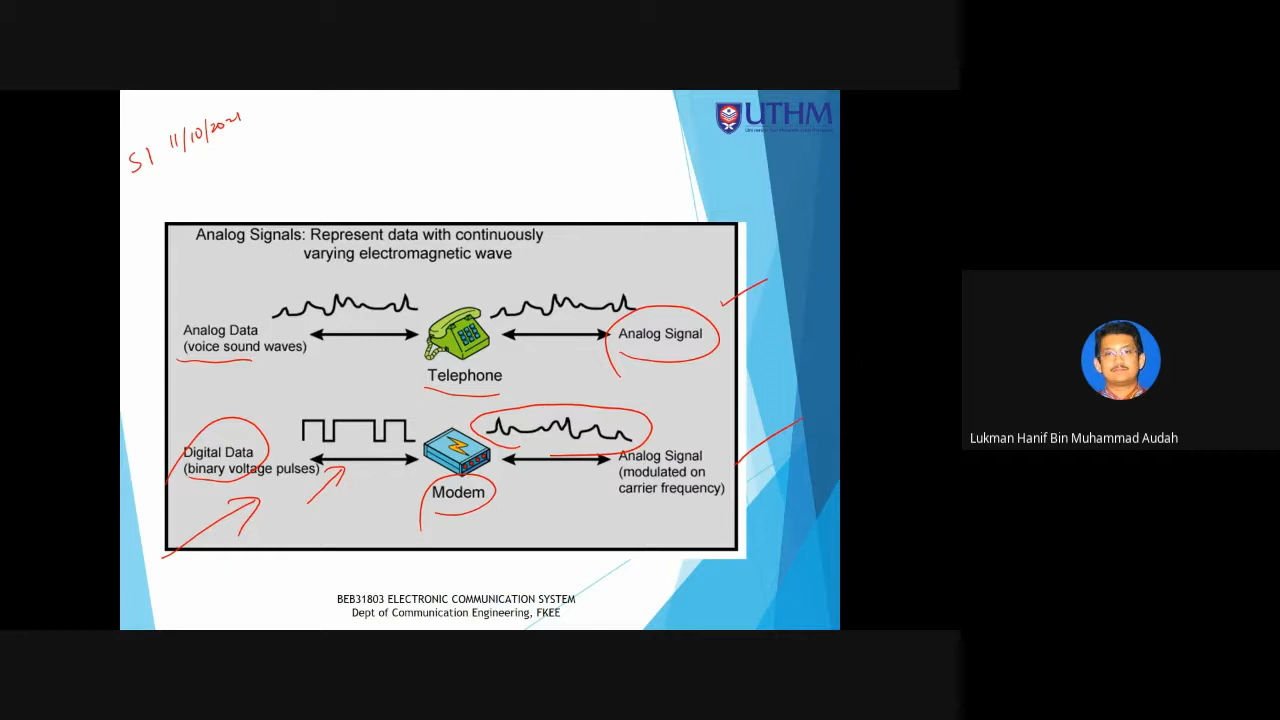 S1 11/10/2021
UTHM
Analog Signals: Represent data with continuously
varying electromagnetic wave
Analog Data
(voice sound waves)
Telephone
Analog Signal
Digital Data
(binary voltage pulses)
Modem
Analog Signal
(modulated on
carrier frequency)
BEB31803 ELECTRONIC COMMUNICATION SYSTEM
Dept of Communication Engineering, FKEE
Lukman Hanif Bin Muhammad Audah